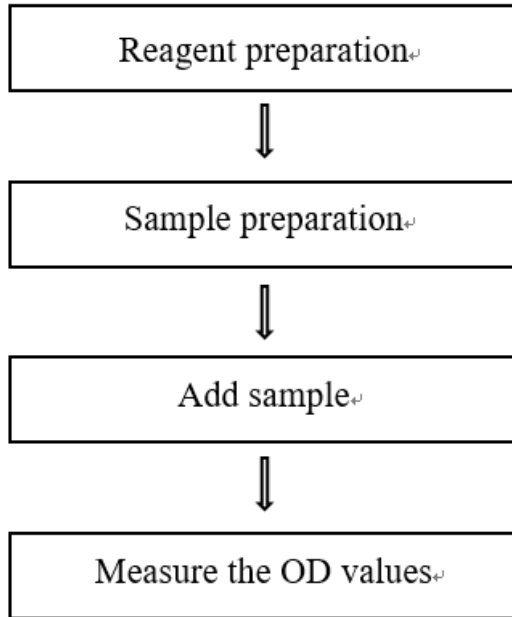 Reagent preparation
Sample preparation
Add sample
Measure the OD values